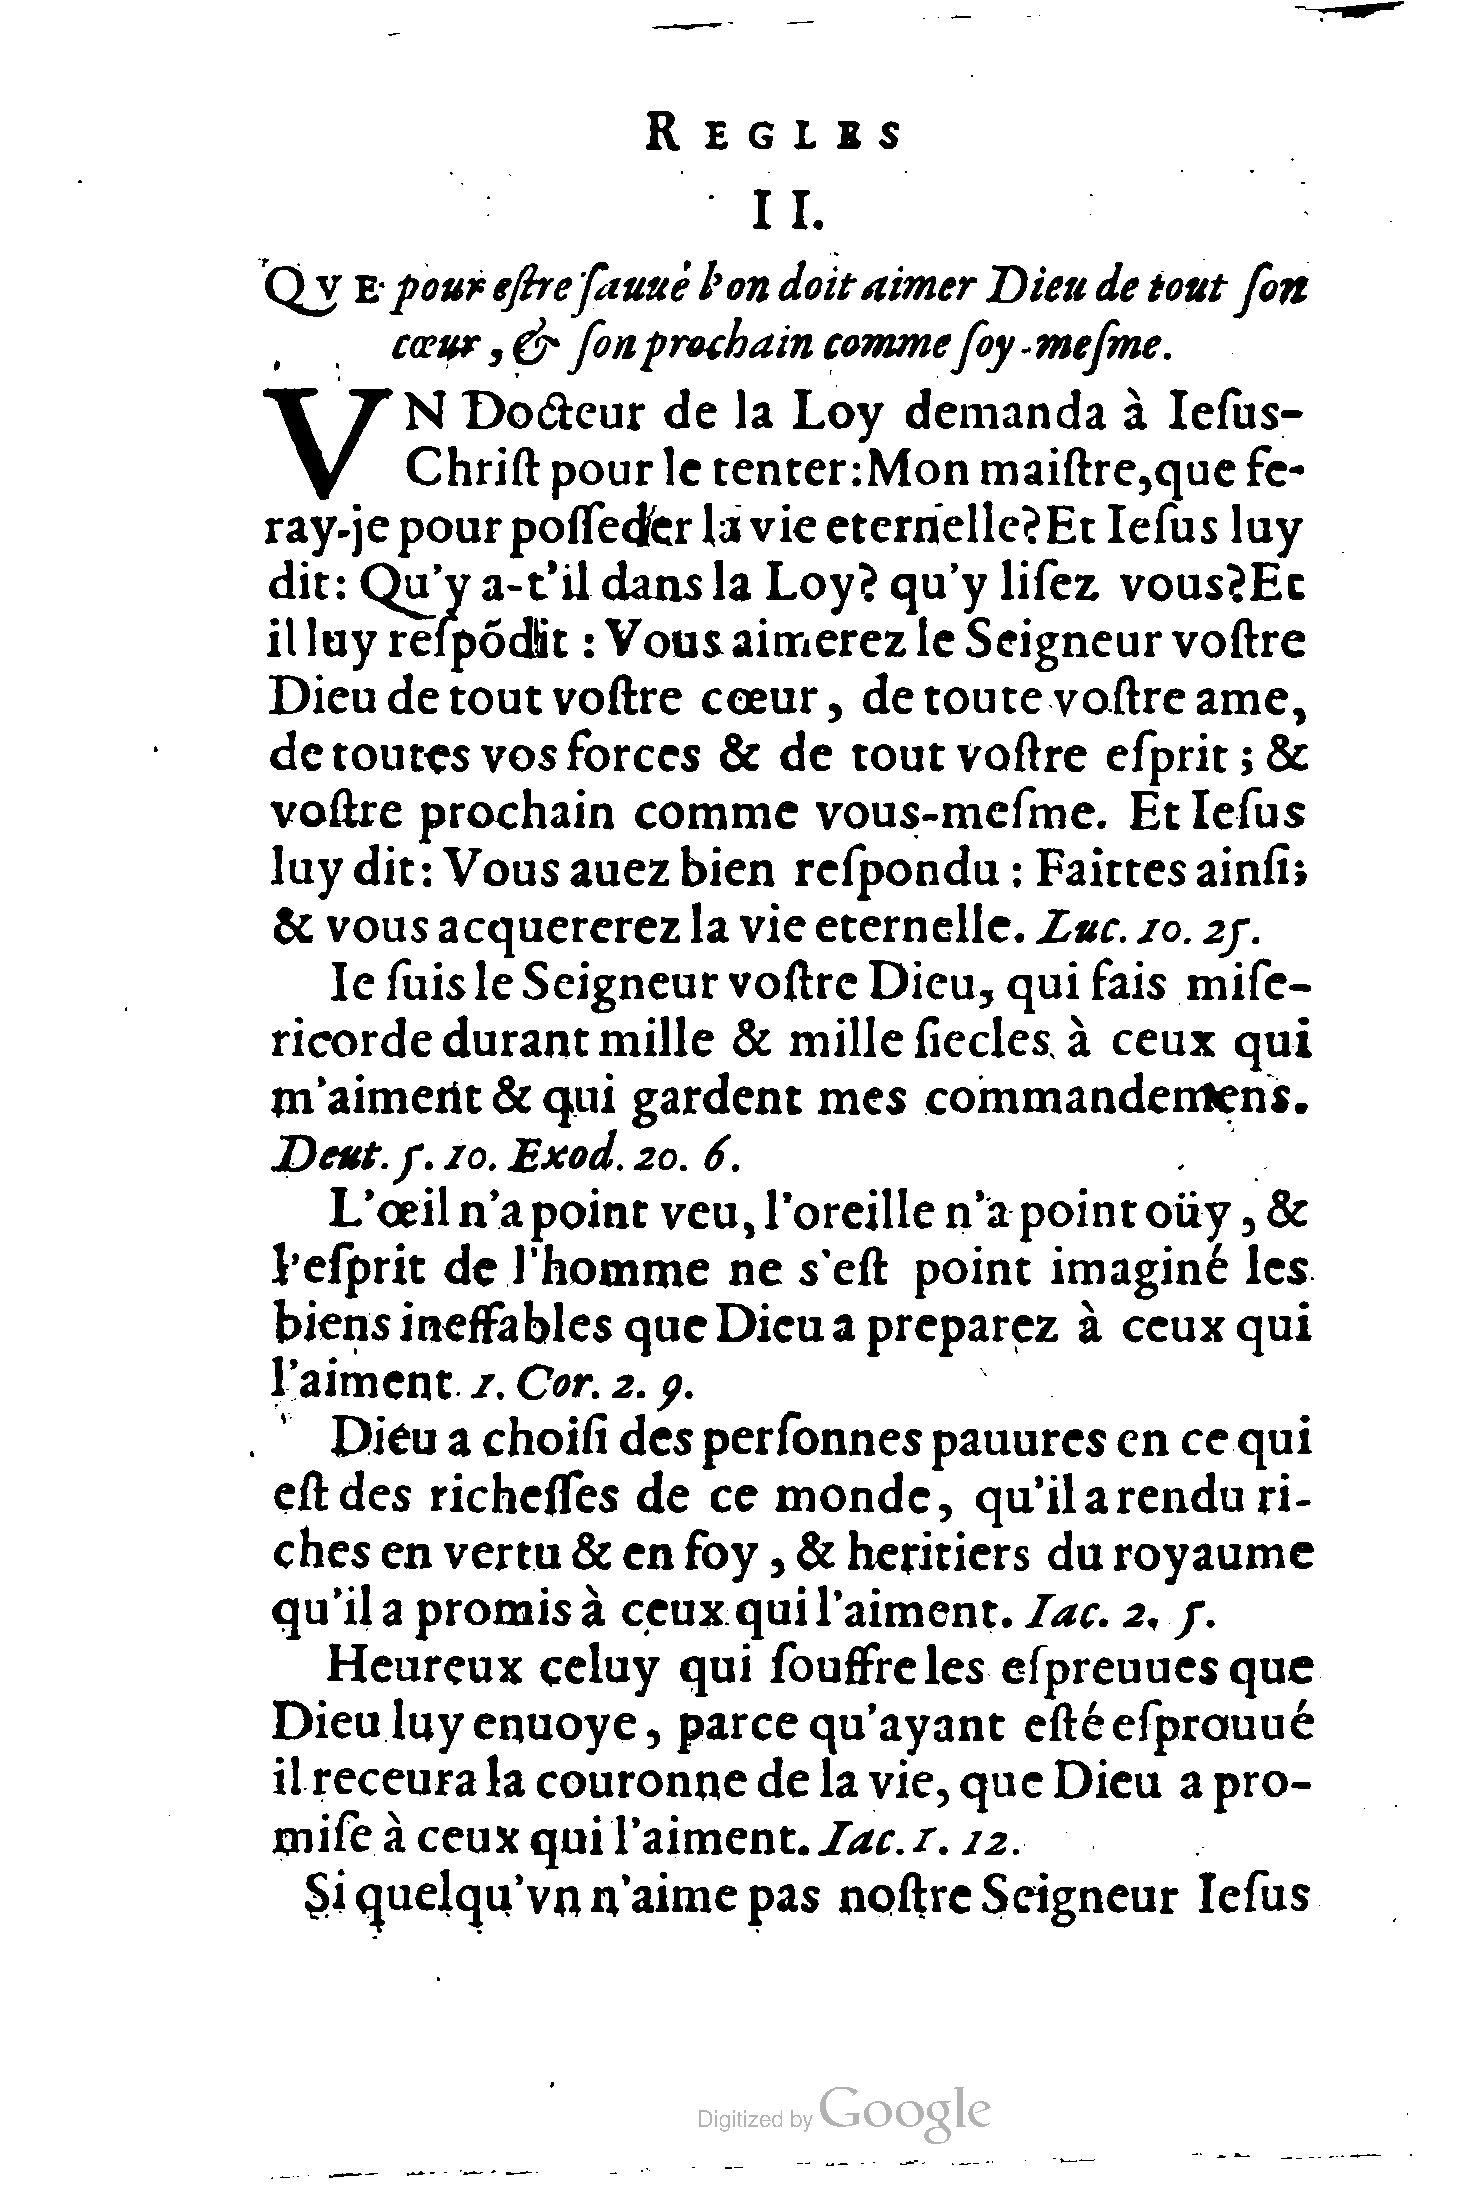 REGLES
II.
QVE pour eſtre ſauué l'on doit aimer Dieu de tout ſon
cœur, & ſon prochain comme ſoy-meſme.
VN Docteur de la Loy demanda à Ieſus-
Chriſt pour le tenter: Mon maiſtre, que fe-
ray-je pour poſſeder la vie eternelle? Et Ieſus luy
dit: Qu'y a-t'il dans la Loy? qu'y liſez vous? Et
il luy reſpõdit: Vous aimerez le Seigneur voſtre
Dieu de tout voſtre cœur, de toute voſtre ame,
de toutes vos forces & de tout voſtre eſprit; &
voſtre prochain comme vous-meſme. Et Ieſus
luy dit: Vous auez bien reſpondu: Faittes ainſi;
& vous acquererez la vie eternelle. Luc. 10. 25.
Ie ſuis le Seigneur voſtre Dieu, qui fais miſe-
ricorde durant mille & mille ſiecles à ceux qui
m'aiment & qui gardent mes commandemens.
Deut. 5. 10. Exod. 20. 6.
L'œil n'a point veu, l'oreille n'a point oüy, &
l'eſprit de l'homme ne s'eſt point imaginé les
biens ineffables que Dieu a preparez à ceux qui
l'aiment. 1. Cor. 2. 9.
Dieu a choiſi des perſonnes pauures en ce qui
eſt des richeſſes de ce monde, qu'il a rendu ri-
ches en vertu & en foy, & heritiers du royaume
qu'il a promis à ceux qui l'aiment. Iac. 2. 5.
Heureux celuy qui ſouffre les eſpreuues que
Dieu luy enuoye, parce qu'ayant eſté eſprouué
il receura la couronne de la vie, que Dieu a pro-
miſe à ceux qui l'aiment. Iac. 1. 12.
Si quelqu'vn n'aime pas noſtre Seigneur Ieſus
Digitized by Google